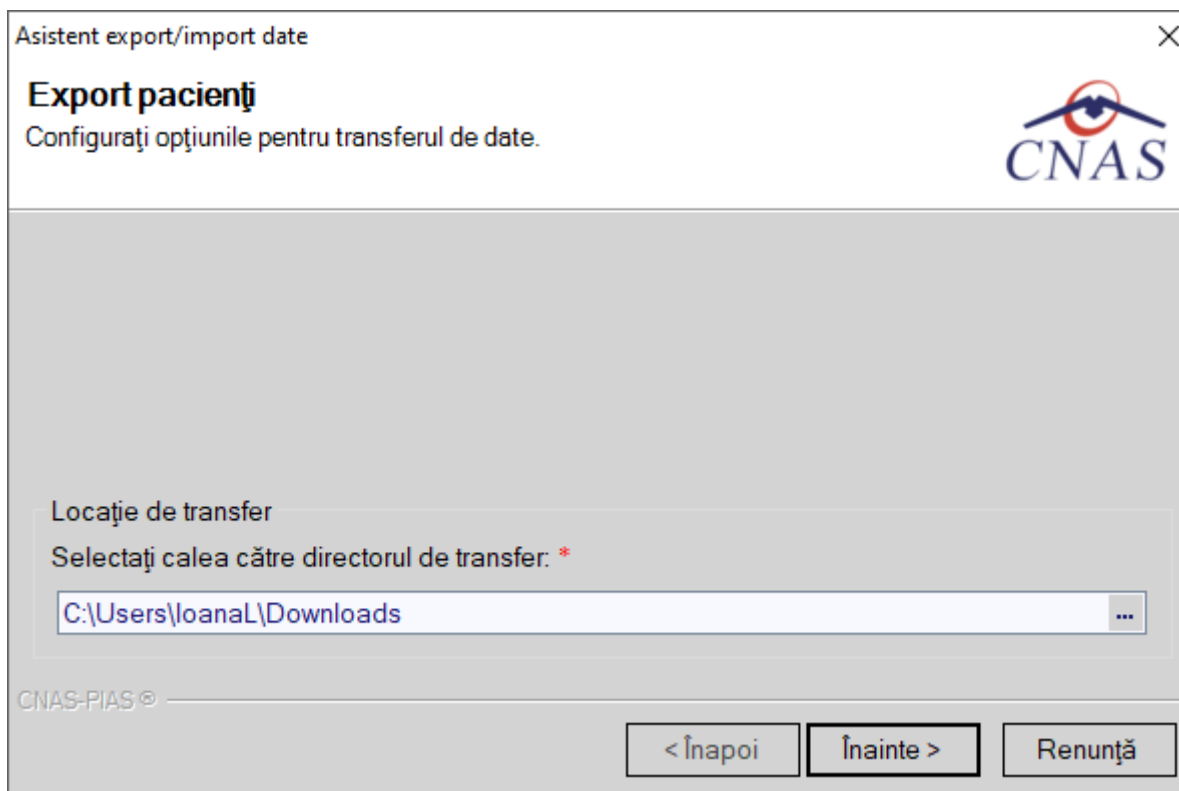 Asistent export/import date
Export pacienţi
Configuraţi opţiunile pentru transferul de date.
CNAS
Locaţie de transfer
Selectaţi calea către directorul de transfer: *
C:\Users\IoanaL\Downloads
...
CNAS-PIAS ®
< Înapoi
Înainte >
Renunţă